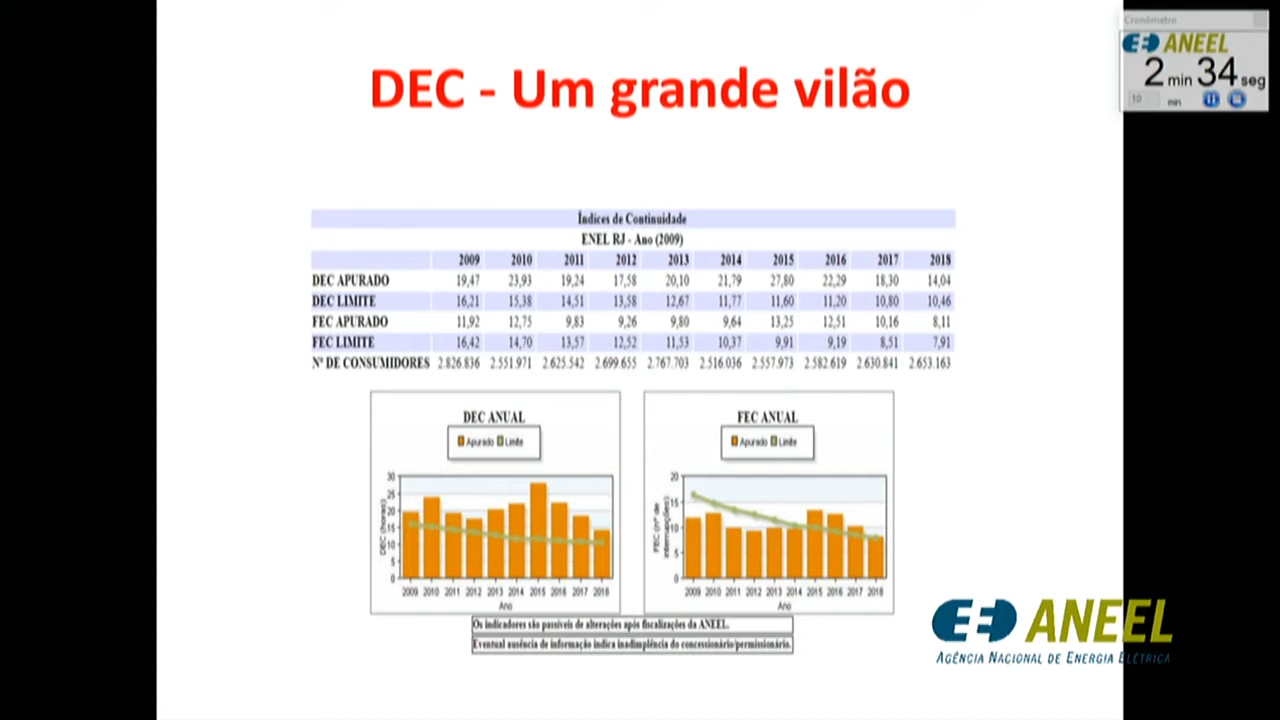 DEC - Um grande vilão
Cronômetro
ANEEL
2 min 34 seg
10 min
Índices de Continuidade
ENEL RJ - Ano (2009)
2009 2010 2011 2012 2013 2014 2015 2016 2017 2018
DEC APURADO 19,47 23,93 19,24 17,58 20,10 21,79 27,80 22,29 18,30 14,04
DEC LIMITE 16,21 15,38 14,51 13,58 12,67 11,77 11,60 11,20 10,80 10,46
FEC APURADO 11,92 12,75 9,83 9,26 9,80 9,64 13,25 12,51 10,16 8,11
FEC LIMITE 16,42 14,70 13,57 12,52 11,53 10,37 9,91 9,19 8,51 7,91
Nº DE CONSUMIDORES 2.826.836 2.551.971 2.625.542 2.699.655 2.767.703 2.516.036 2.557.973 2.582.619 2.630.841 2.653.163
DEC ANUAL
Apurado Limite
30
25
20
15
10
5
0
DEC (horas)
2009 2010 2011 2012 2013 2014 2015 2016 2017 2018
Ano
FEC ANUAL
Apurado Limite
20
15
10
5
0
FEC (nº de
interrupções)
2009 2010 2011 2012 2013 2014 2015 2016 2017 2018
Ano
Os indicadores são passíveis de alterações após fiscalizações da ANEEL.
Eventual ausência de informação indica inadimplência do concessionário/permissionário.
ANEEL
AGÊNCIA NACIONAL DE ENERGIA ELÉTRICA